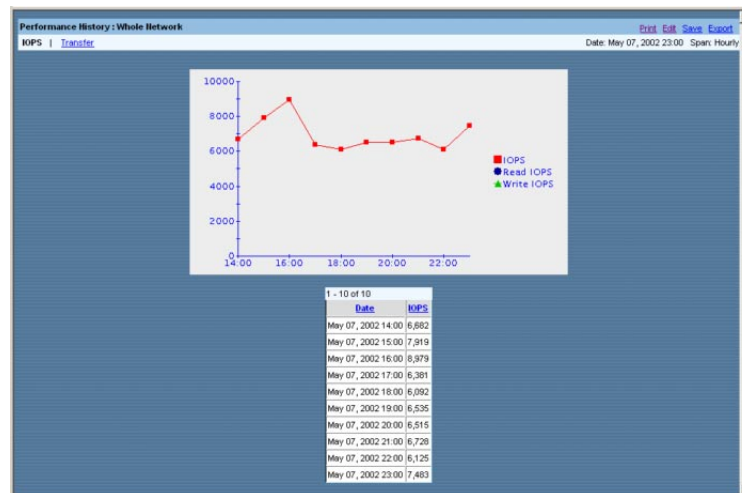 Performance History : Whole Network
Print Edit Save Export
IOPS | Transfer
Date: May 07, 2002 23:00 Span: Hourly
10000
8000
6000
4000
2000
0
14:00 16:00 18:00 20:00 22:00
IOPS
Read IOPS
Write IOPS
1 - 10 of 10
Date IOPS
May 07, 2002 14:00 6,682
May 07, 2002 15:00 7,919
May 07, 2002 16:00 8,979
May 07, 2002 17:00 6,381
May 07, 2002 18:00 6,092
May 07, 2002 19:00 6,535
May 07, 2002 20:00 6,515
May 07, 2002 21:00 6,728
May 07, 2002 22:00 6,125
May 07, 2002 23:00 7,483